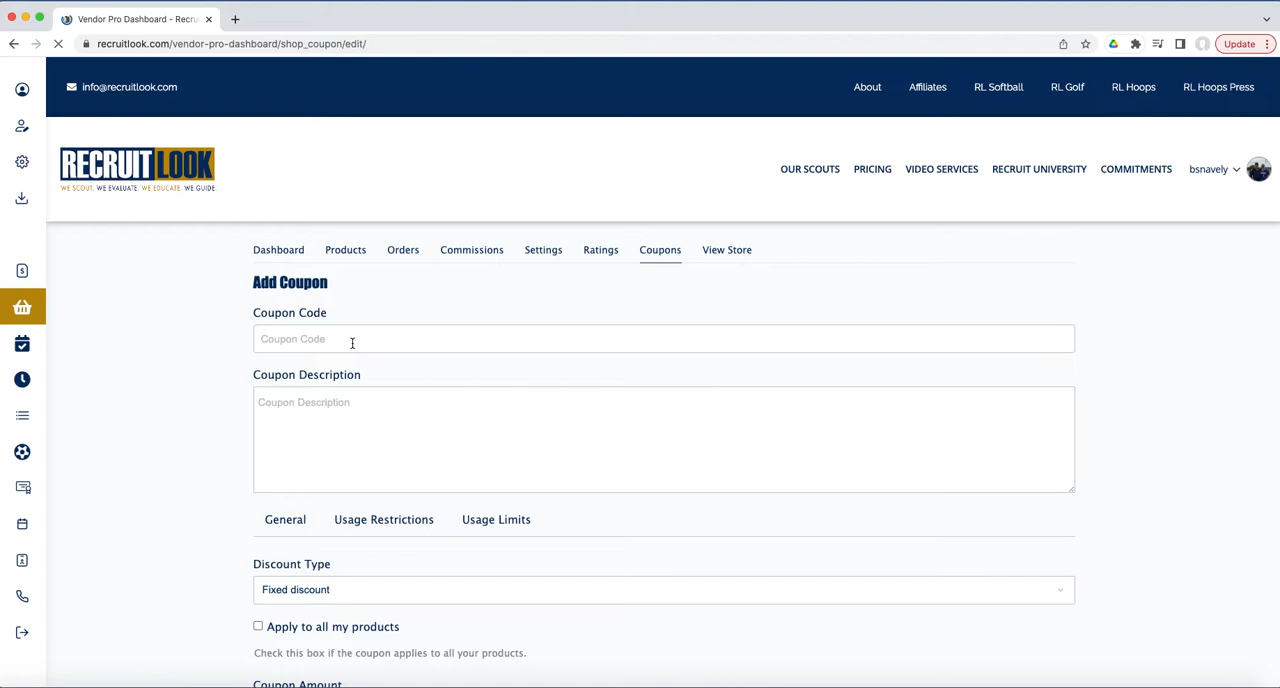 Vendor Pro Dashboard - Recru
recruitlook.com/vendor-pro-dashboard/shop_coupon/edit/
Update
info@recruitlook.com
About Affiliates RL Softball RL Golf RL Hoops RL Hoops Press
RECRUITLOOK
WE SCOUT. WE EVALUATE. WE EDUCATE. WE GUIDE.
OUR SCOUTS PRICING VIDEO SERVICES RECRUIT UNIVERSITY COMMITMENTS bsnavely
Dashboard Products Orders Commissions Settings Ratings Coupons View Store
Add Coupon
Coupon Code
Coupon Code
Coupon Description
Coupon Description
General Usage Restrictions Usage Limits
Discount Type
Fixed discount
Apply to all my products
Check this box if the coupon applies to all your products.
Coupon Amount